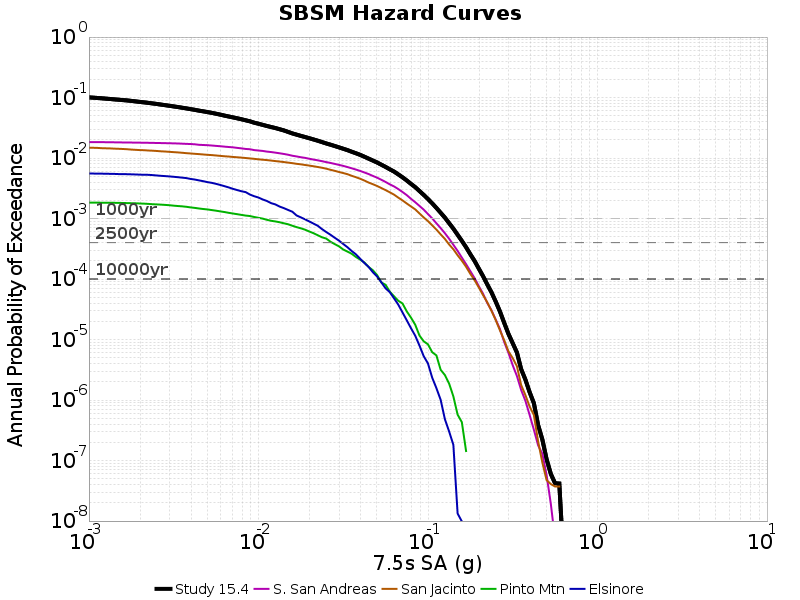 SBSM Hazard Curves
Annual Probability of Exceedance
10^0
10^-1
10^-2
10^-3
10^-4
10^-5
10^-6
10^-7
10^-8
1000yr
2500yr
10000yr
10^-3 10^-2 10^-1 10^0 10^1
7.5s SA (g)
Study 15.4 S. San Andreas San Jacinto Pinto Mtn Elsinore